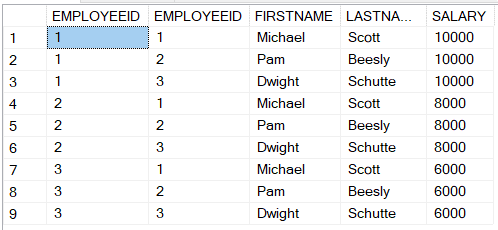 EMPLOYEEID EMPLOYEEID FIRSTNAME LASTNA... SALARY
1 1 1 Michael Scott 10000
2 1 2 Pam Beesly 10000
3 1 3 Dwight Schutte 10000
4 2 1 Michael Scott 8000
5 2 2 Pam Beesly 8000
6 2 3 Dwight Schutte 8000
7 3 1 Michael Scott 6000
8 3 2 Pam Beesly 6000
9 3 3 Dwight Schutte 6000